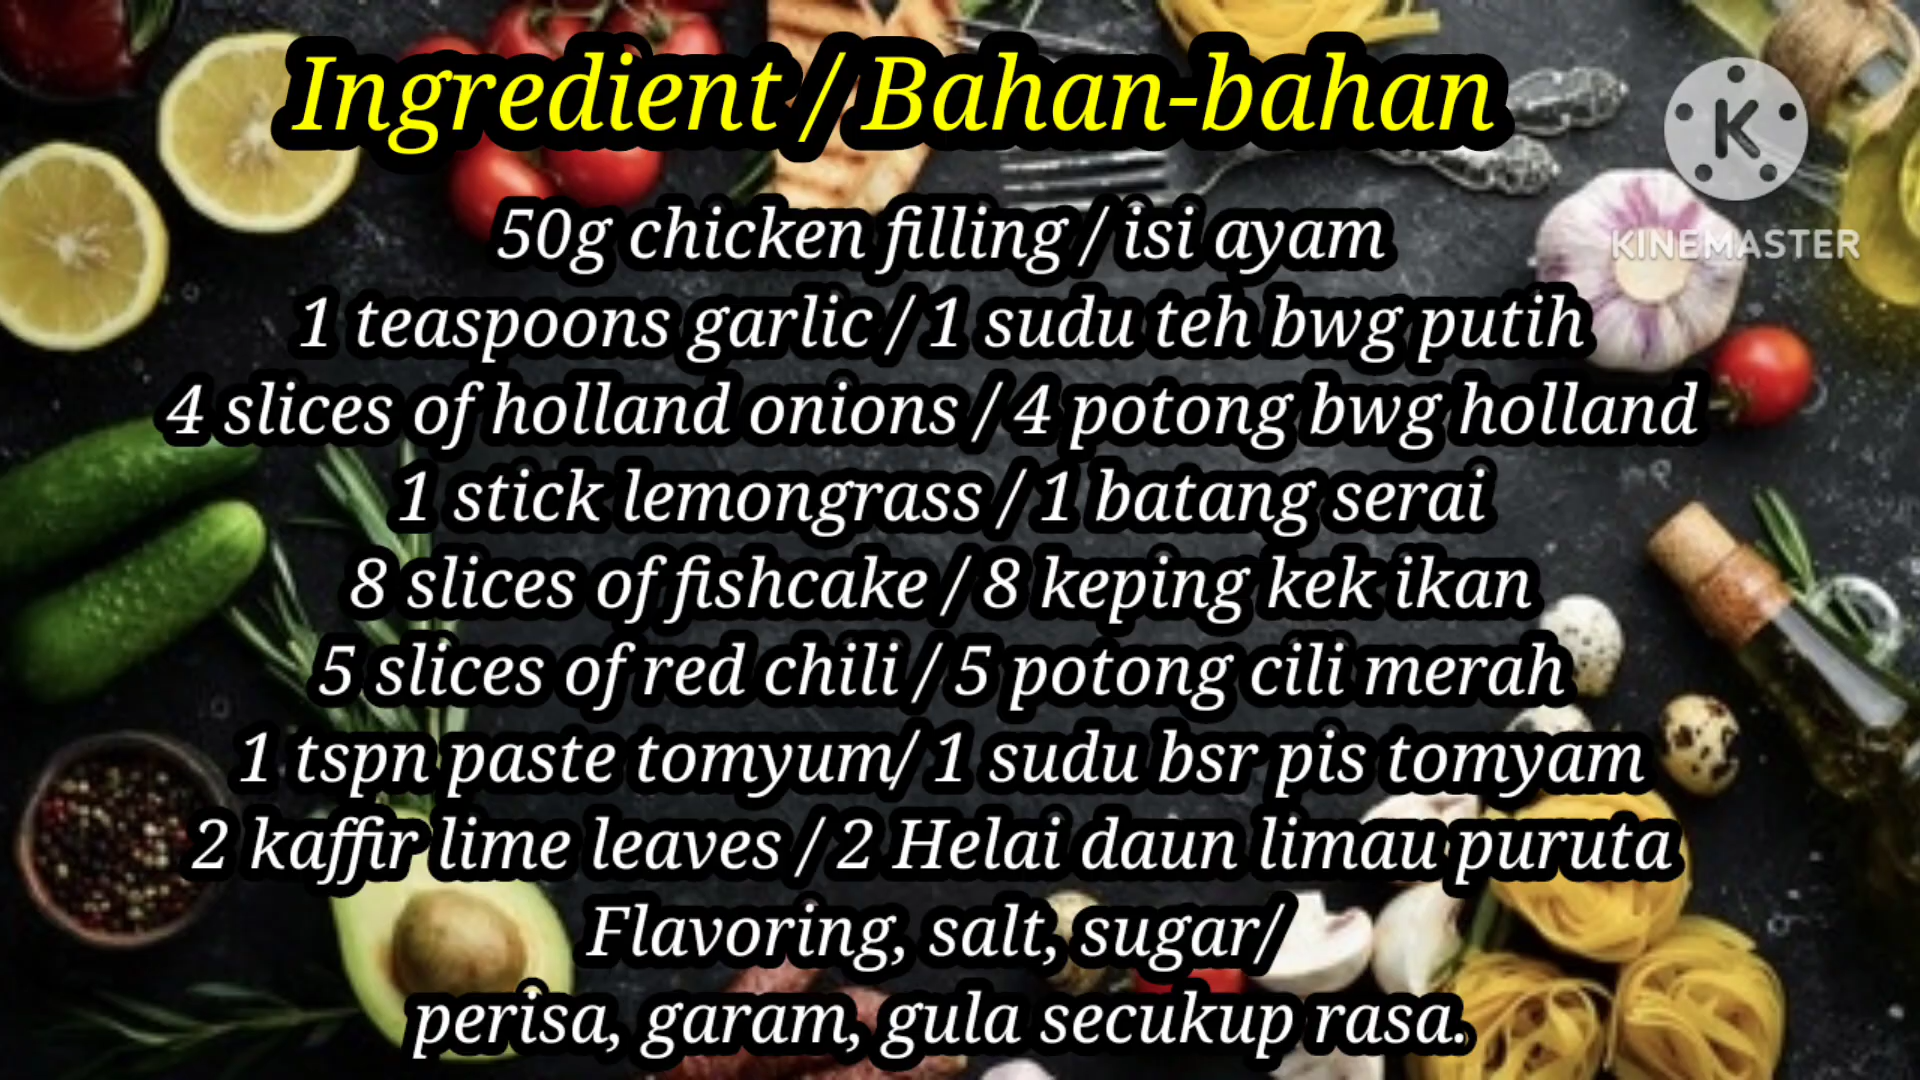 Ingredient / Bahan-bahan
K
KINEMASTER
50g chicken filling / isi ayam
1 teaspoons garlic / 1 sudu teh bwg putih
4 slices of holland onions / 4 potong bwg holland
1 stick lemongrass / 1 batang serai
8 slices of fishcake / 8 keping kek ikan
5 slices of red chili / 5 potong cili merah
1 tspn paste tomyum/ 1 sudu bsr pis tomyam
2 kaffir lime leaves / 2 Helai daun limau puruta
Flavoring, salt, sugar/
perisa, garam, gula secukup rasa.